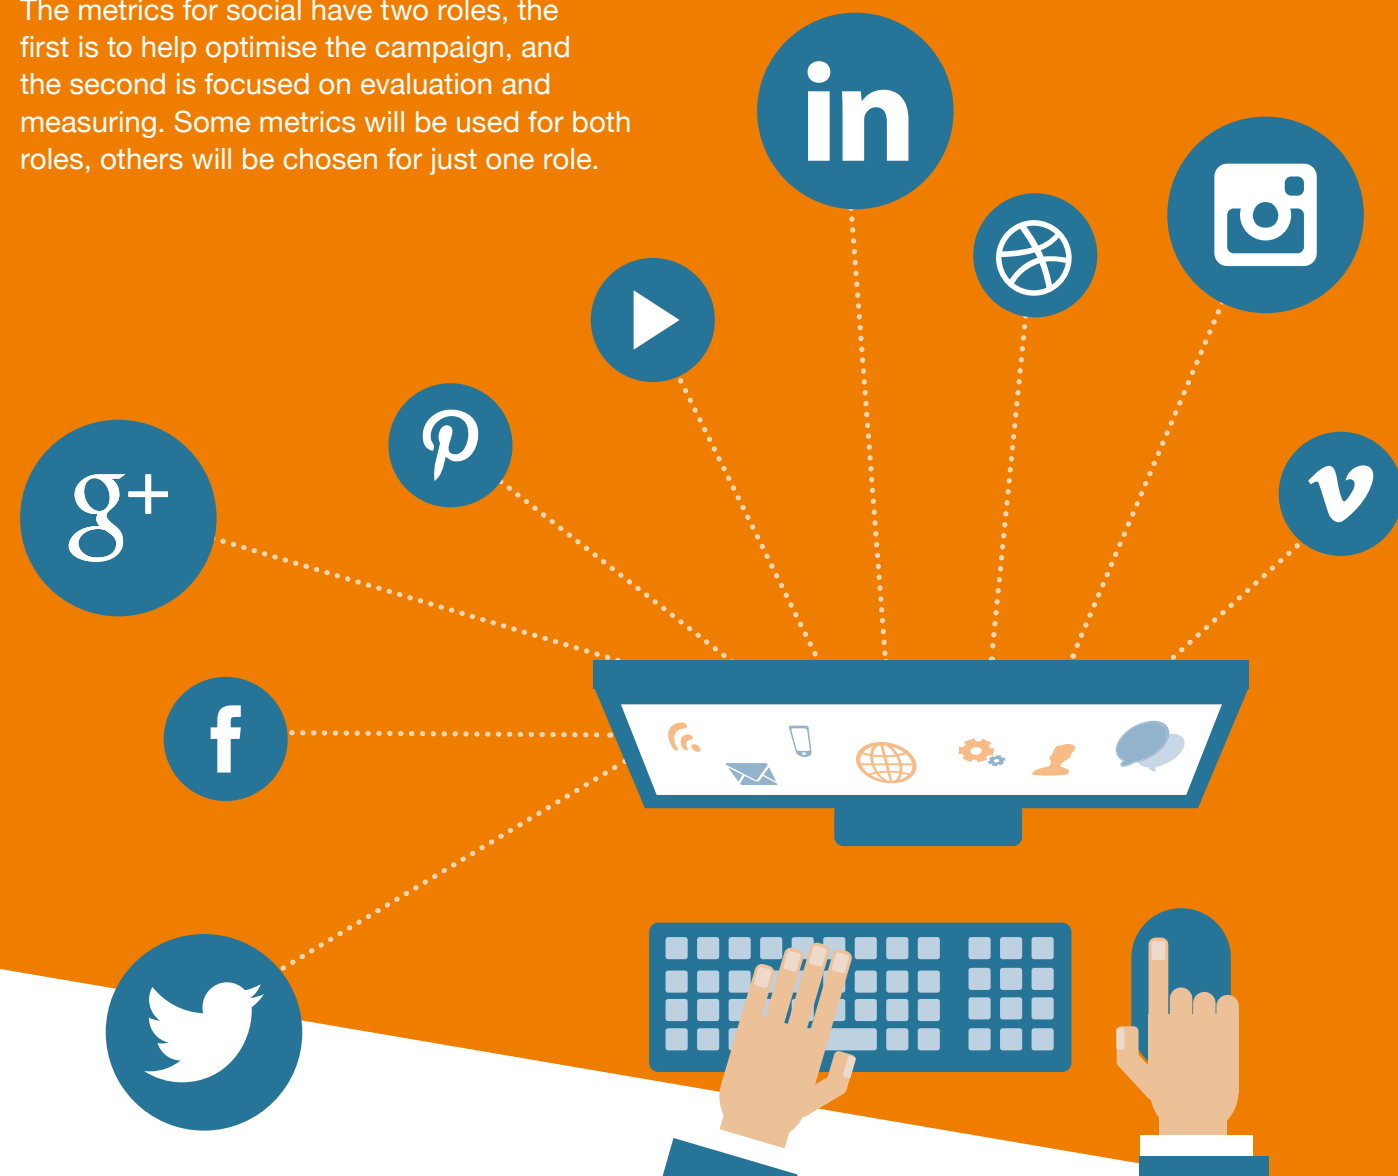 The metrics for social have two roles, the
first is to help optimise the campaign, and
the second is focused on evaluation and
measuring. Some metrics will be used for both
roles, others will be chosen for just one role.
in
g+
f